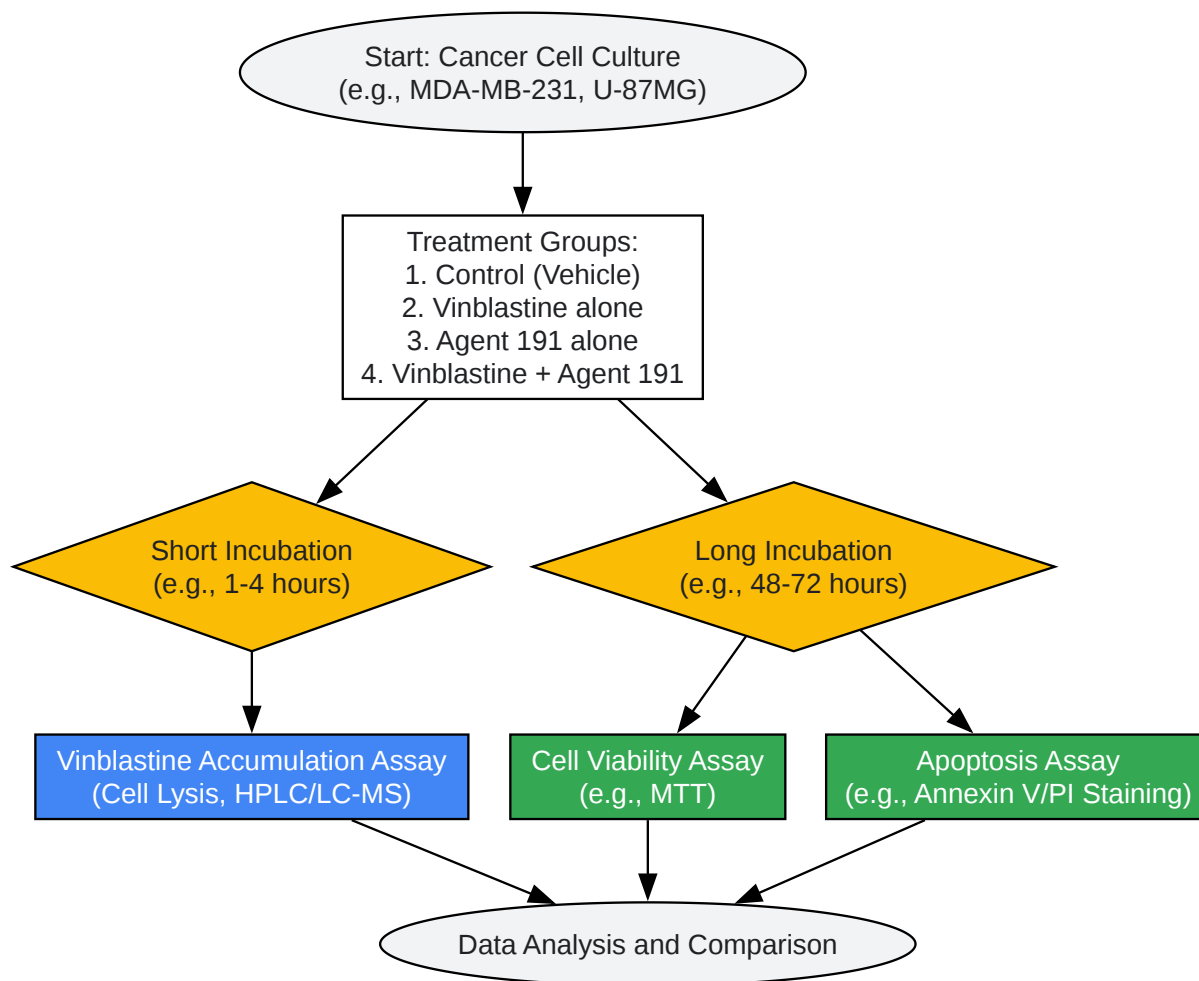 Start: Cancer Cell Culture
(e.g., MDA-MB-231, U-87MG)
Treatment Groups:
1. Control (Vehicle)
2. Vinblastine alone
3. Agent 191 alone
4. Vinblastine + Agent 191
Short Incubation
(e.g., 1-4 hours)
Long Incubation
(e.g., 48-72 hours)
Vinblastine Accumulation Assay
(Cell Lysis, HPLC/LC-MS)
Cell Viability Assay
(e.g., MTT)
Apoptosis Assay
(e.g., Annexin V/PI Staining)
Data Analysis and Comparison